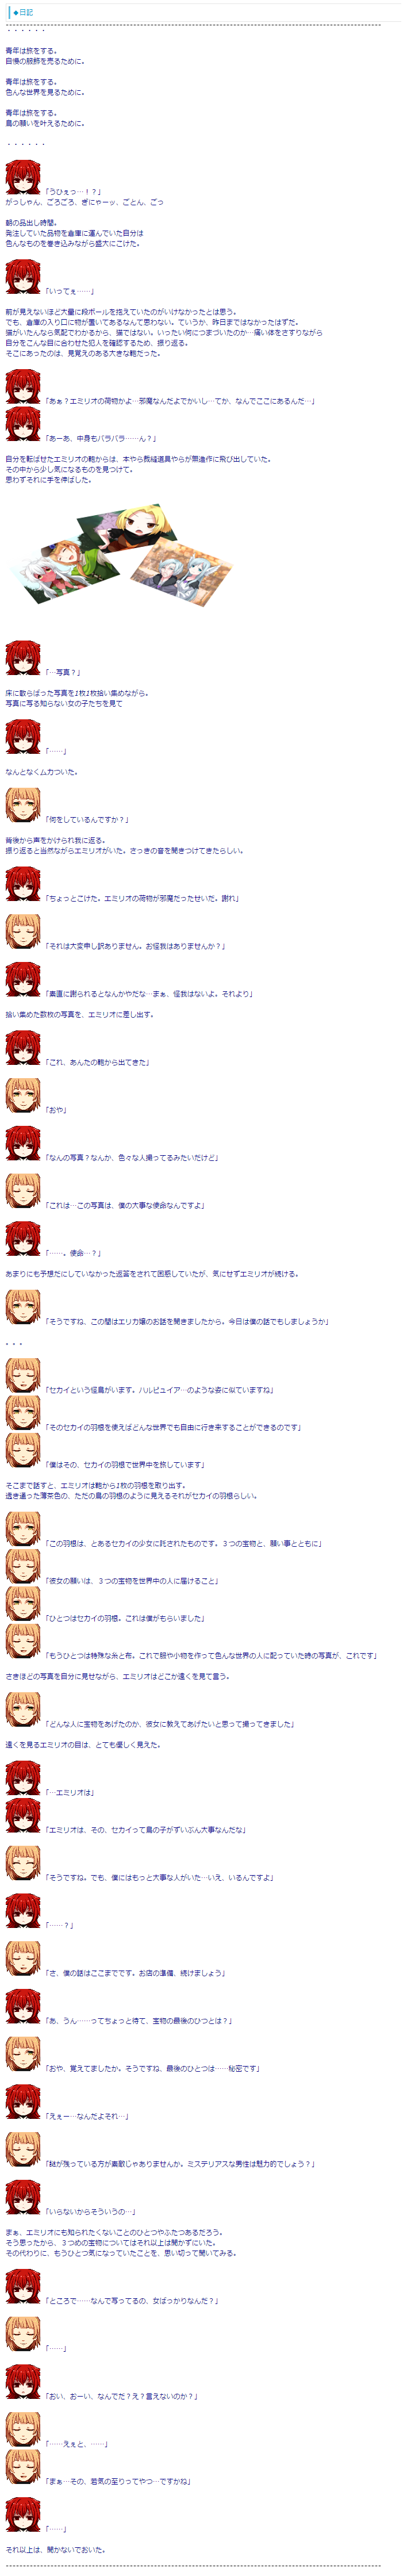 ◆日記
・・・・・・
青年は旅をする。
自慢の服飾を売るために。
青年は旅をする。
色んな世界を見るために。
青年は旅をする。
鳥の願いを叶えるために。
・・・・・・
「うひぇっ…！？」
がっしゃん、ごろごろ、ぎにゃーッ、ごとん、ごっ
朝の品出し時間。
発注していた品物を倉庫に運んでいた自分は
色んなものを巻き込みながら盛大にこけた。
「いってぇ……」
前が見えないほど大量に段ボールを抱えていたのがいけなかったとは思う。
でも、倉庫の入り口に物が置いてあるなんて思わない。ていうか、昨日まではなかったはずだ。
猫がいたんなら気配でわかるから、猫ではない。いったい何につまづいたのか…痛い体をさすりながら
自分をこんな目に合わせた犯人を確認するため、振り返る。
そこにあったのは、見覚えのある大きな鞄だった。
「あぁ？エミリオの荷物かよ…邪魔なんだよでかいし…てか、なんでここにあるんだ…」
「あーあ、中身もバラバラ……ん？」
自分を転ばせたエミリオの鞄からは、本やら裁縫道具やらが無造作に飛び出していた。
その中から少し気になるものを見つけて。
思わずそれに手を伸ばした。
「…写真？」
床に散らばった写真を1枚1枚拾い集めながら。
写真に写る知らない女の子たちを見て
「……」
なんとなくムカついた。
「何をしているんですか？」
背後から声をかけられ我に返る。
振り返ると当然ながらエミリオがいた。さっきの音を聞きつけてきたらしい。
「ちょっとこけた。エミリオの荷物が邪魔だったせいだ。謝れ」
「それは大変申し訳ありません。お怪我はありませんか？」
「素直に謝られるとなんかやだな…まぁ、怪我はないよ。それより」
拾い集めた数枚の写真を、エミリオに差し出す。
「これ、あんたの鞄から出てきた」
「おや」
「なんの写真？なんか、色々な人撮ってるみたいだけど」
「これは…この写真は、僕の大事な使命なんですよ」
「……。使命…？」
あまりにも予想だにしていなかった返答をされて困惑していたが、気にせずエミリオが続ける。
「そうですね、この間はエリカ嬢のお話を聞きましたから。今日は僕の話でもしましょうか」
・・・
「セカイという怪鳥がいます。ハルピュイア…のような姿に似ていますね」
「そのセカイの羽根を使えばどんな世界でも自由に行き来することができるのです」
「僕はその、セカイの羽根で世界中を旅しています」
そこまで話すと、エミリオは鞄から1枚の羽根を取り出す。
透き通った薄茶色の、ただの鳥の羽根のように見えるそれがセカイの羽根らしい。
「この羽根は、とあるセカイの少女に託されたものです。３つの宝物と、願い事とともに」
「彼女の願いは、３つの宝物を世界中の人に届けること」
「ひとつはセカイの羽根。これは僕がもらいました」
「もうひとつは特殊な糸と布。これで服や小物を作って色んな世界の人に配っていた時の写真が、これです」
さきほどの写真を自分に見せながら、エミリオはどこか遠くを見て言う。
「どんな人に宝物をあげたのか、彼女に教えてあげたいと思って撮ってきました」
遠くを見るエミリオの目は、とても優しく見えた。
「…エミリオは」
「エミリオは、その、セカイって鳥の子がずいぶん大事なんだな」
「そうですね。でも、僕にはもっと大事な人がいた…いえ、いるんですよ」
「……？」
「さ、僕の話はここまでです。お店の準備、続けましょう」
「あ、うん……ってちょっと待て、宝物の最後のひとつは？」
「おや、覚えてましたか。そうですね、最後のひとつは……秘密です」
「えぇー…なんだよそれ…」
「謎が残っている方が素敵じゃありませんか。ミステリアスな男性は魅力的でしょう？」
「いらないからそういうの…」
まぁ、エミリオにも知られたくないことのひとつやふたつあるだろう。
そう思ったから、３つめの宝物についてはそれ以上は聞かずにいた。
その代わりに、もうひとつ気になっていたことを、思い切って聞いてみる。
「ところで……なんで写ってるの、女ばっかりなんだ？」
「……」
「おい、おーい、なんでだ？え？言えないのか？」
「……えぇと、……」
「まぁ…その、若気の至りってやつ…ですかね」
「……」
それ以上は、聞かないでおいた。